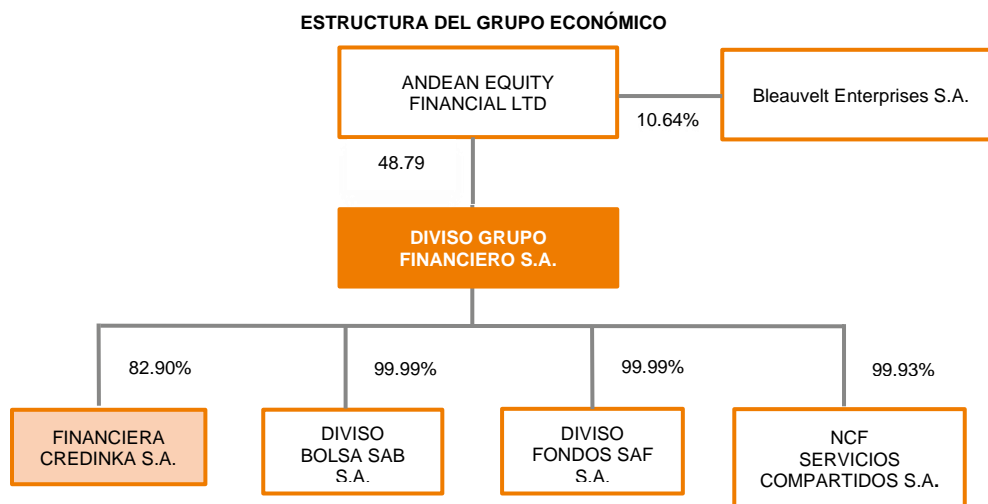 ESTRUCTURA DEL GRUPO ECONÓMICO
ANDEAN EQUITY
FINANCIAL LTD
Bleauvelt Enterprises S.A.
10.64%
48.79
DIVISO GRUPO
FINANCIERO S.A.
82.90%
99.99%
99.99%
99.93%
FINANCIERA
CREDINKA S.A.
DIVISO
BOLSA SAB
S.A.
DIVISO
FONDOS SAF
S.A.
NCF
SERVICIOS
COMPARTIDOS S.A.